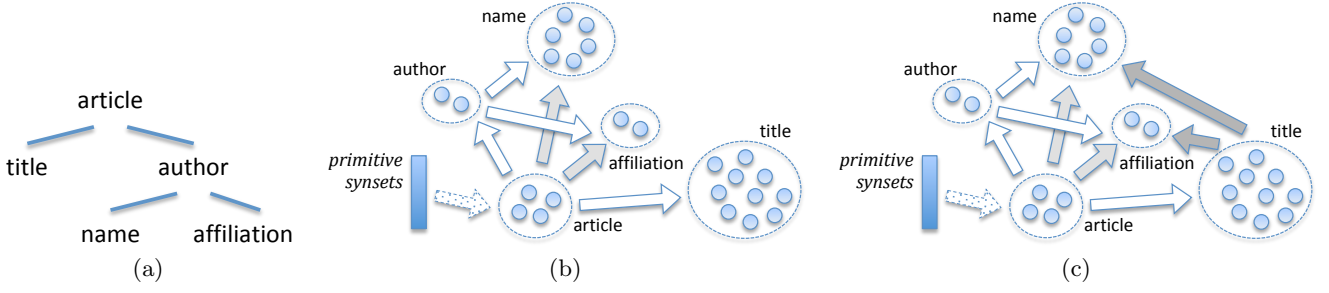 article
title
author
name
affiliation
(a)
name
author
title
primitive
synsets
affiliation
article
(b)
name
author
title
primitive
synsets
affiliation
article
(c)